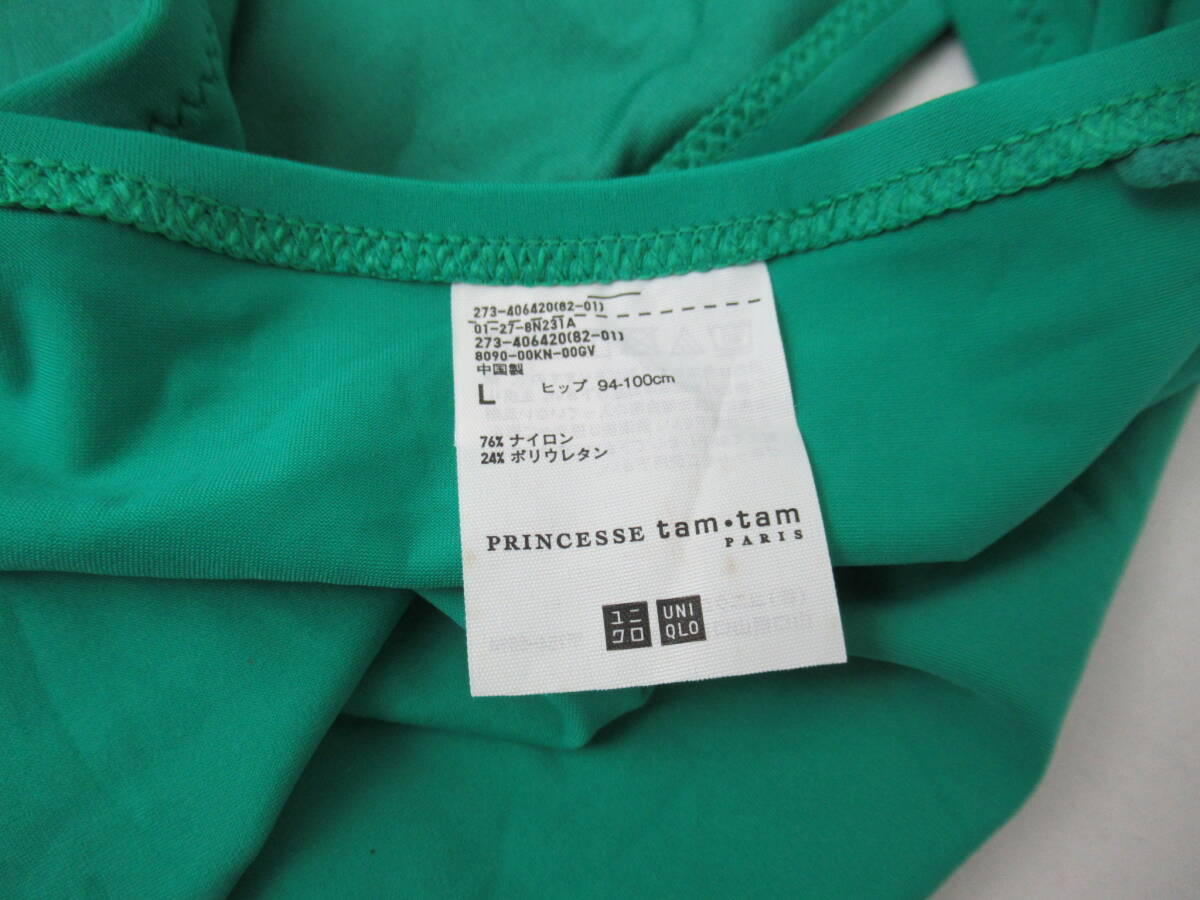 273-406420(82-01)
01-27-8N231A
273-406420(82-01)
8090-00KN-00GV
中国製
L ヒップ 94-100cm
76% ナイロン
24% ポリウレタン
PRINCESSE tam•tam
PARIS
ユニ UNI
クロ QLO